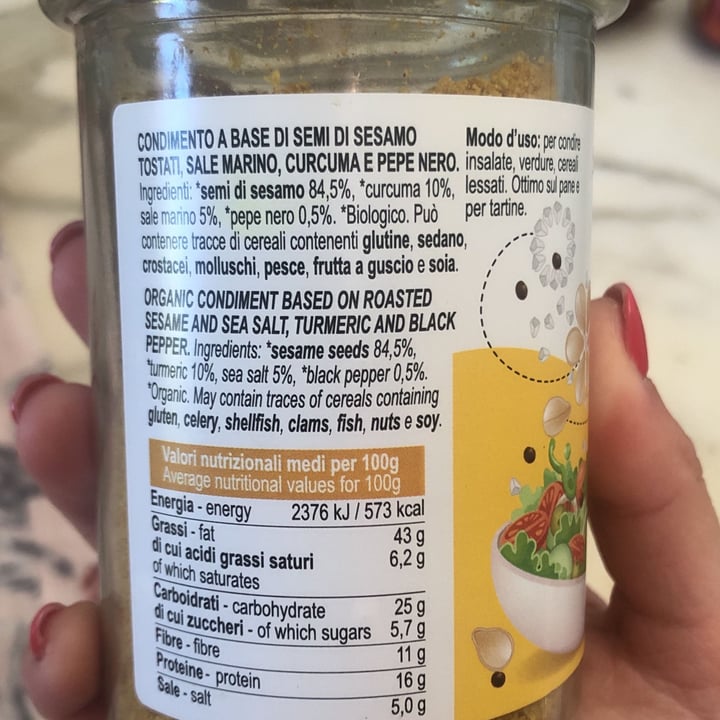 CONDIMENTO A BASE DI SEMI DI SESAMO
TOSTATI, SALE MARINO, CURCUMA E PEPE NERO.
Ingredienti: *semi di sesamo 84,5%, *curcuma 10%,
sale marino 5%, *pepe nero 0,5%. *Biologico. Può
contenere tracce di cereali contenenti glutine, sedano,
crostacei, molluschi, pesce, frutta a guscio e soia.
ORGANIC CONDIMENT BASED ON ROASTED
SESAME AND SEA SALT, TURMERIC AND BLACK
PEPPER. Ingredients: *sesame seeds 84,5%,
*turmeric 10%, sea salt 5%, *black pepper 0,5%.
*Organic. May contain traces of cereals containing
gluten, celery, shellfish, clams, fish, nuts e soy.
Valori nutrizionali medi per 100g
Average nutritional values for 100g
Energia - energy 2376 kJ / 573 kcal
Grassi - fat 43 g
di cui acidi grassi saturi 6,2 g
of which saturates
Carboidrati - carbohydrate 25 g
di cui zuccheri - of which sugars 5,7 g
Fibre - fibre 11 g
Proteine - protein 16 g
Sale - salt 5,0 g
Modo d'uso: per condire
insalate, verdure, cereali
lessati. Ottimo sul pane e
per tartine.